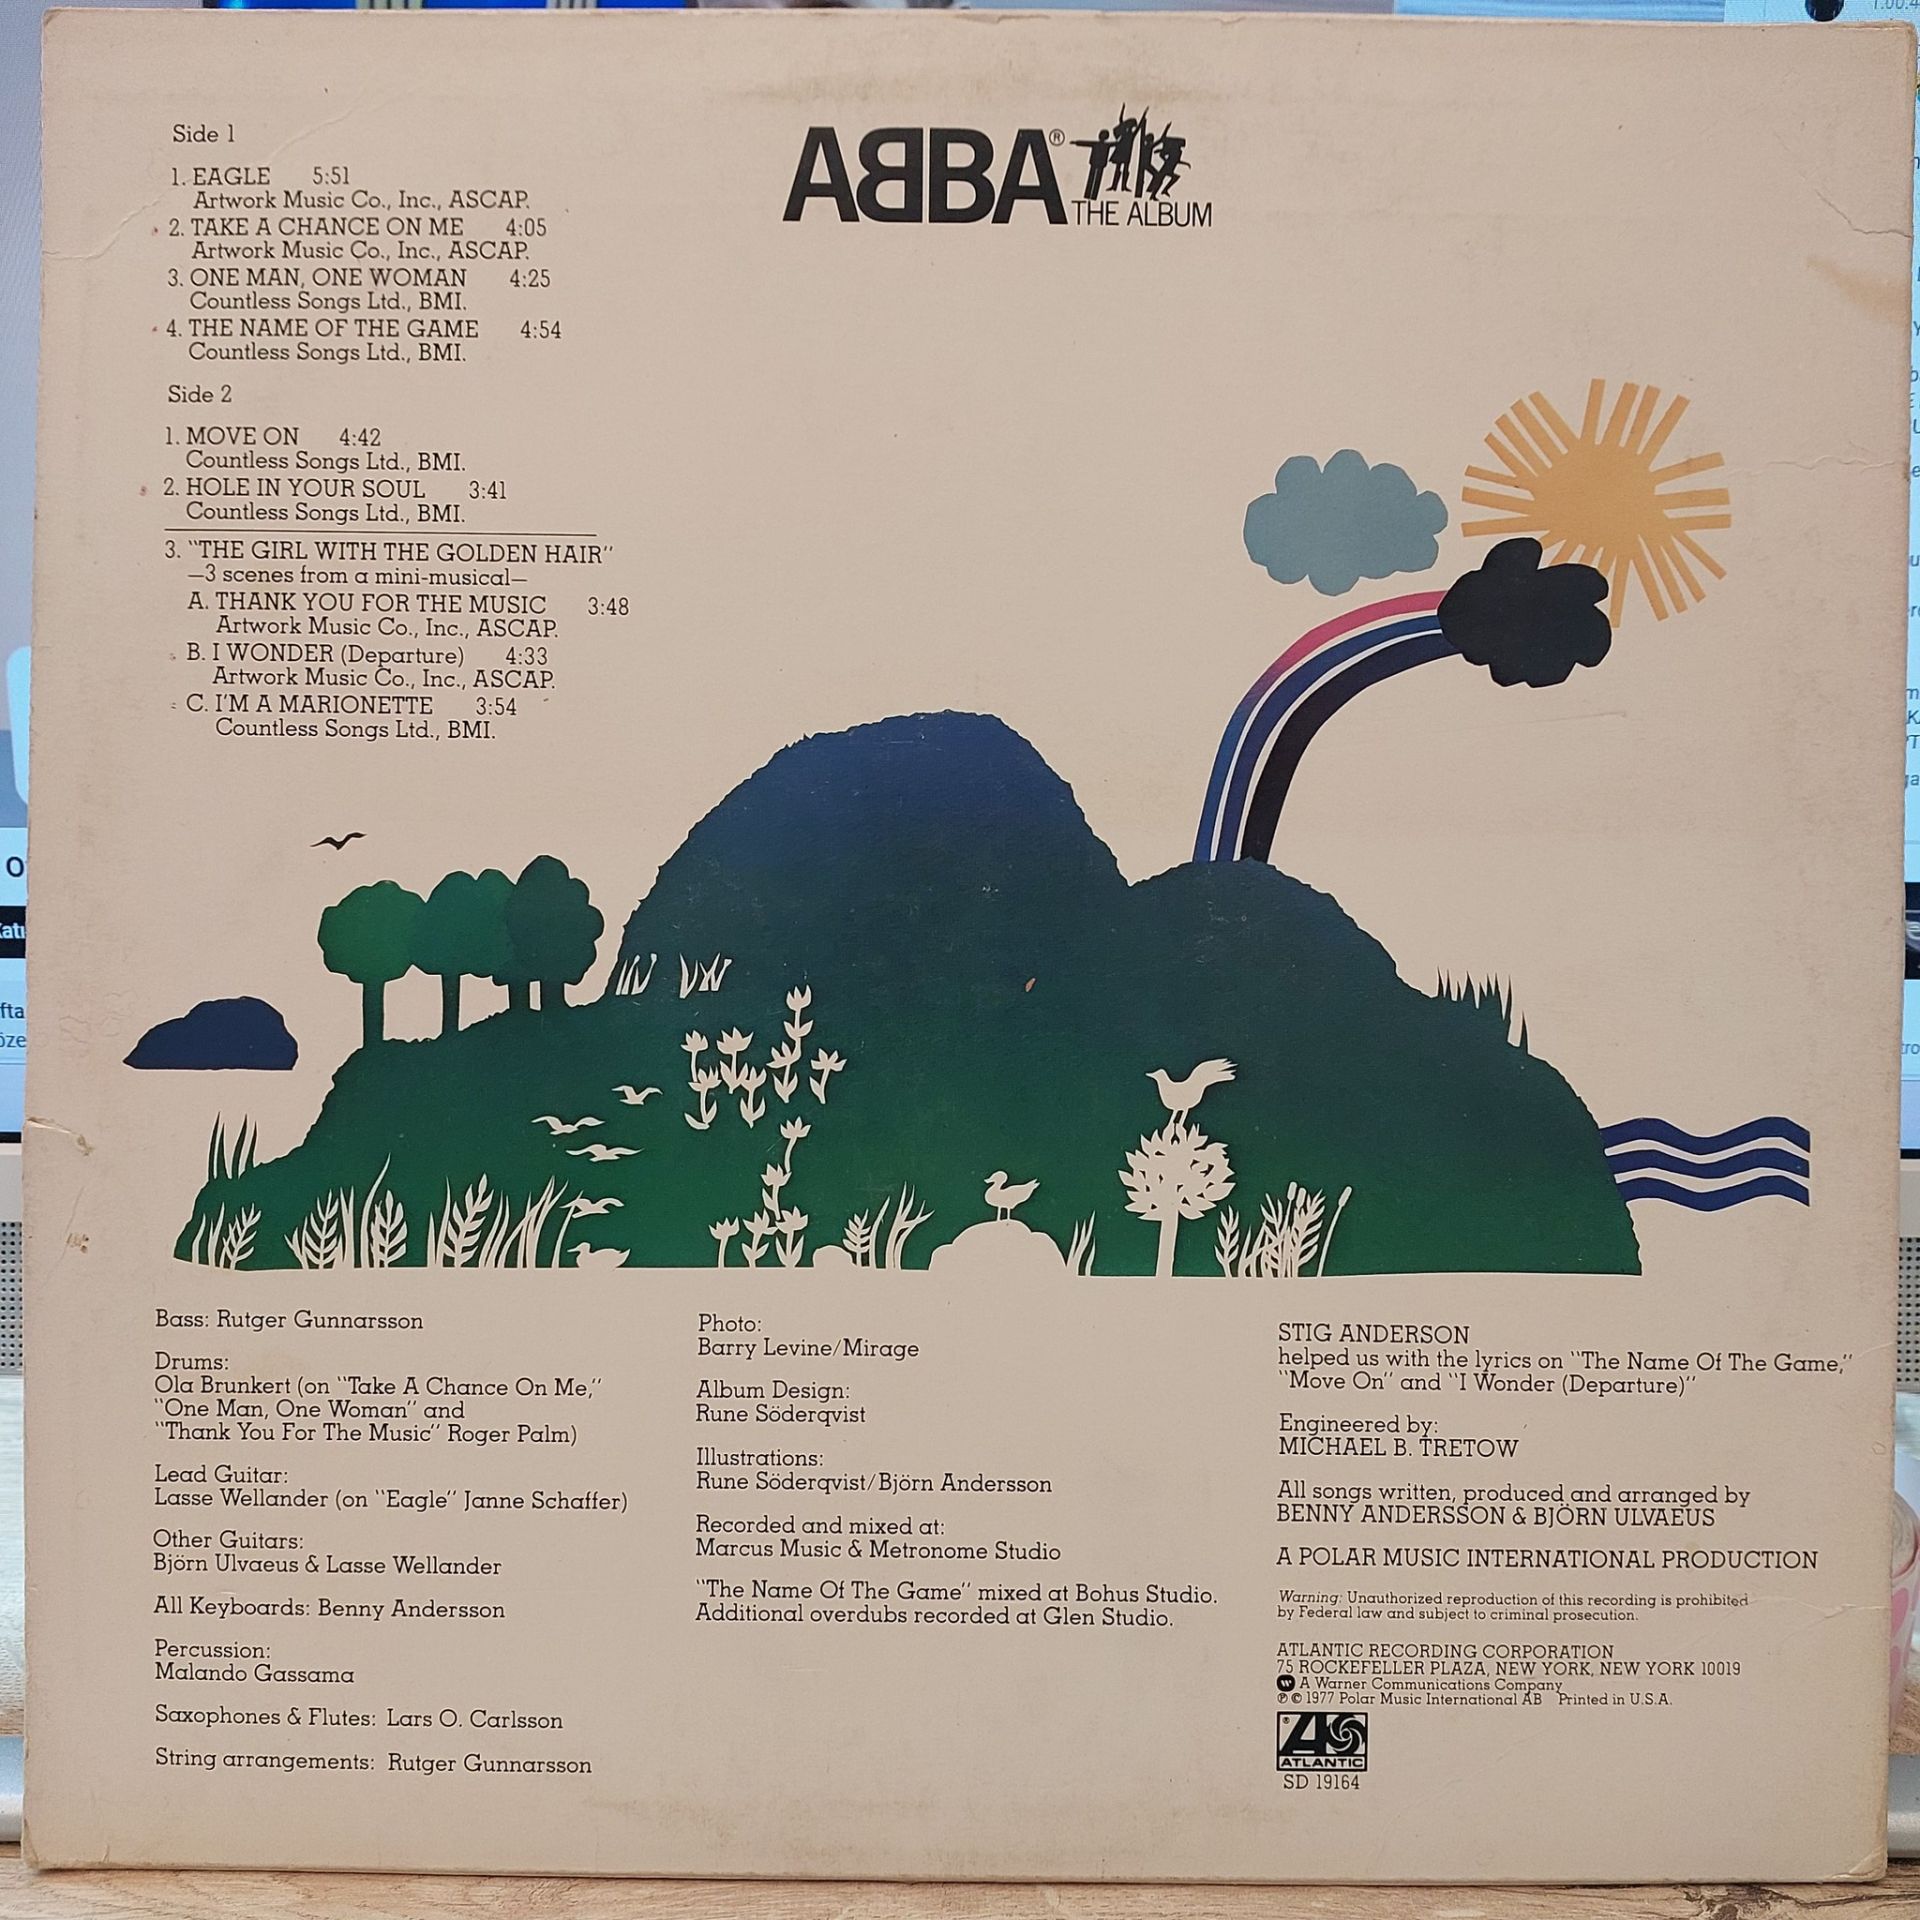 ABBA® THE ALBUM
Side 1
1. EAGLE 5:51
Artwork Music Co., Inc., ASCAP.
2. TAKE A CHANCE ON ME 4:05
Artwork Music Co., Inc., ASCAP.
3. ONE MAN, ONE WOMAN 4:25
Countless Songs Ltd., BMI.
4. THE NAME OF THE GAME 4:54
Countless Songs Ltd., BMI.
Side 2
1. MOVE ON 4:42
Countless Songs Ltd., BMI.
2. HOLE IN YOUR SOUL 3:41
Countless Songs Ltd., BMI.
3. "THE GIRL WITH THE GOLDEN HAIR"
—3 scenes from a mini-musical—
A. THANK YOU FOR THE MUSIC 3:48
Artwork Music Co., Inc., ASCAP.
B. I WONDER (Departure) 4:33
Artwork Music Co., Inc., ASCAP.
C. I'M A MARIONETTE 3:54
Countless Songs Ltd., BMI.
Bass: Rutger Gunnarsson
Drums:
Ola Brunkert (on "Take A Chance On Me,"
"One Man, One Woman" and
"Thank You For The Music" Roger Palm)
Lead Guitar:
Lasse Wellander (on "Eagle" Janne Schaffer)
Other Guitars:
Björn Ulvaeus & Lasse Wellander
All Keyboards: Benny Andersson
Percussion:
Malando Gassama
Saxophones & Flutes: Lars O. Carlsson
String arrangements: Rutger Gunnarsson
Photo:
Barry Levine/Mirage
Album Design:
Rune Söderqvist
Illustrations:
Rune Söderqvist/Björn Andersson
Recorded and mixed at:
Marcus Music & Metronome Studio
"The Name Of The Game" mixed at Bohus Studio.
Additional overdubs recorded at Glen Studio.
STIG ANDERSON
helped us with the lyrics on "The Name Of The Game,"
"Move On" and "I Wonder (Departure)"
Engineered by:
MICHAEL B. TRETOW
All songs written, produced and arranged by
BENNY ANDERSSON & BJÖRN ULVAEUS
A POLAR MUSIC INTERNATIONAL PRODUCTION
Warning: Unauthorized reproduction of this recording is prohibited
by Federal law and subject to criminal prosecution.
ATLANTIC RECORDING CORPORATION
75 ROCKEFELLER PLAZA, NEW YORK, NEW YORK 10019
A Warner Communications Company
℗ © 1977 Polar Music International AB Printed in U.S.A.
ATLANTIC
SD 19164